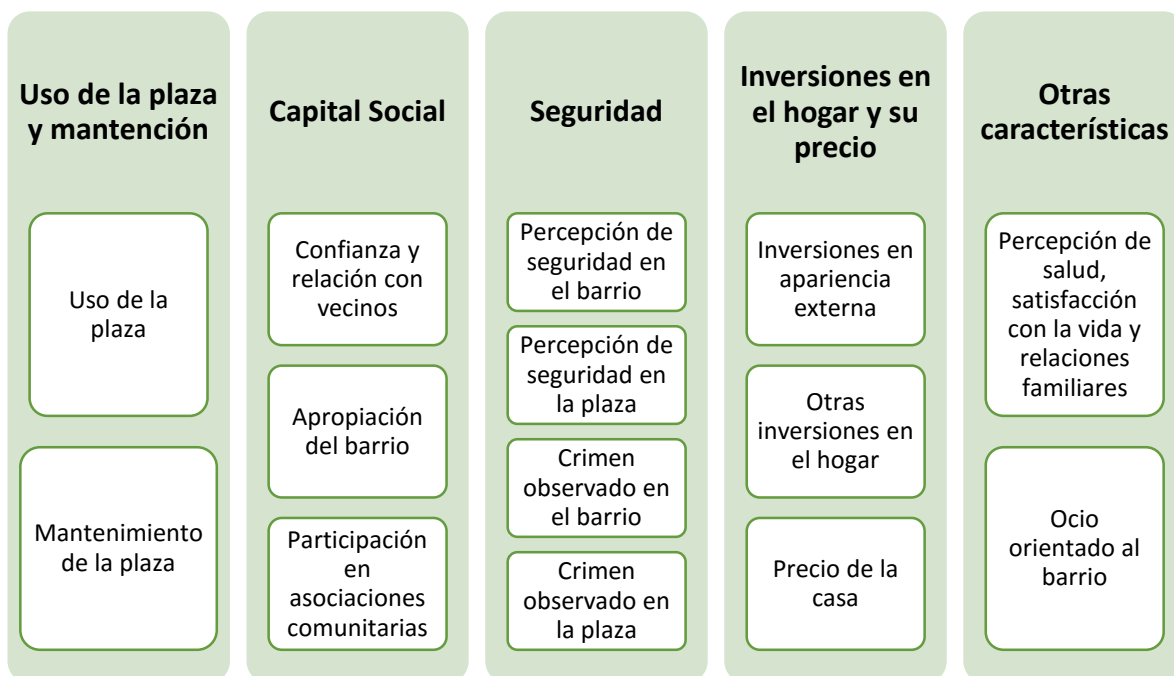 Uso de la plaza
y mantención
Uso de la
plaza
Mantenimiento
de la plaza
Capital Social
Confianza y
relación con
vecinos
Apropiación
del barrio
Participación
en
asociaciones
comunitarias
Seguridad
Percepción de
seguridad en
el barrio
Percepción de
seguridad en
la plaza
Crimen
observado en
el barrio
Crimen
observado en
la plaza
Inversiones en
el hogar y su
precio
Inversiones en
apariencia
externa
Otras
inversiones en
el hogar
Precio de la
casa
Otras
característícas
Percepción de
salud,
satisfacción
con la vida y
relaciones
familiares
Ocio
orientado al
barrio